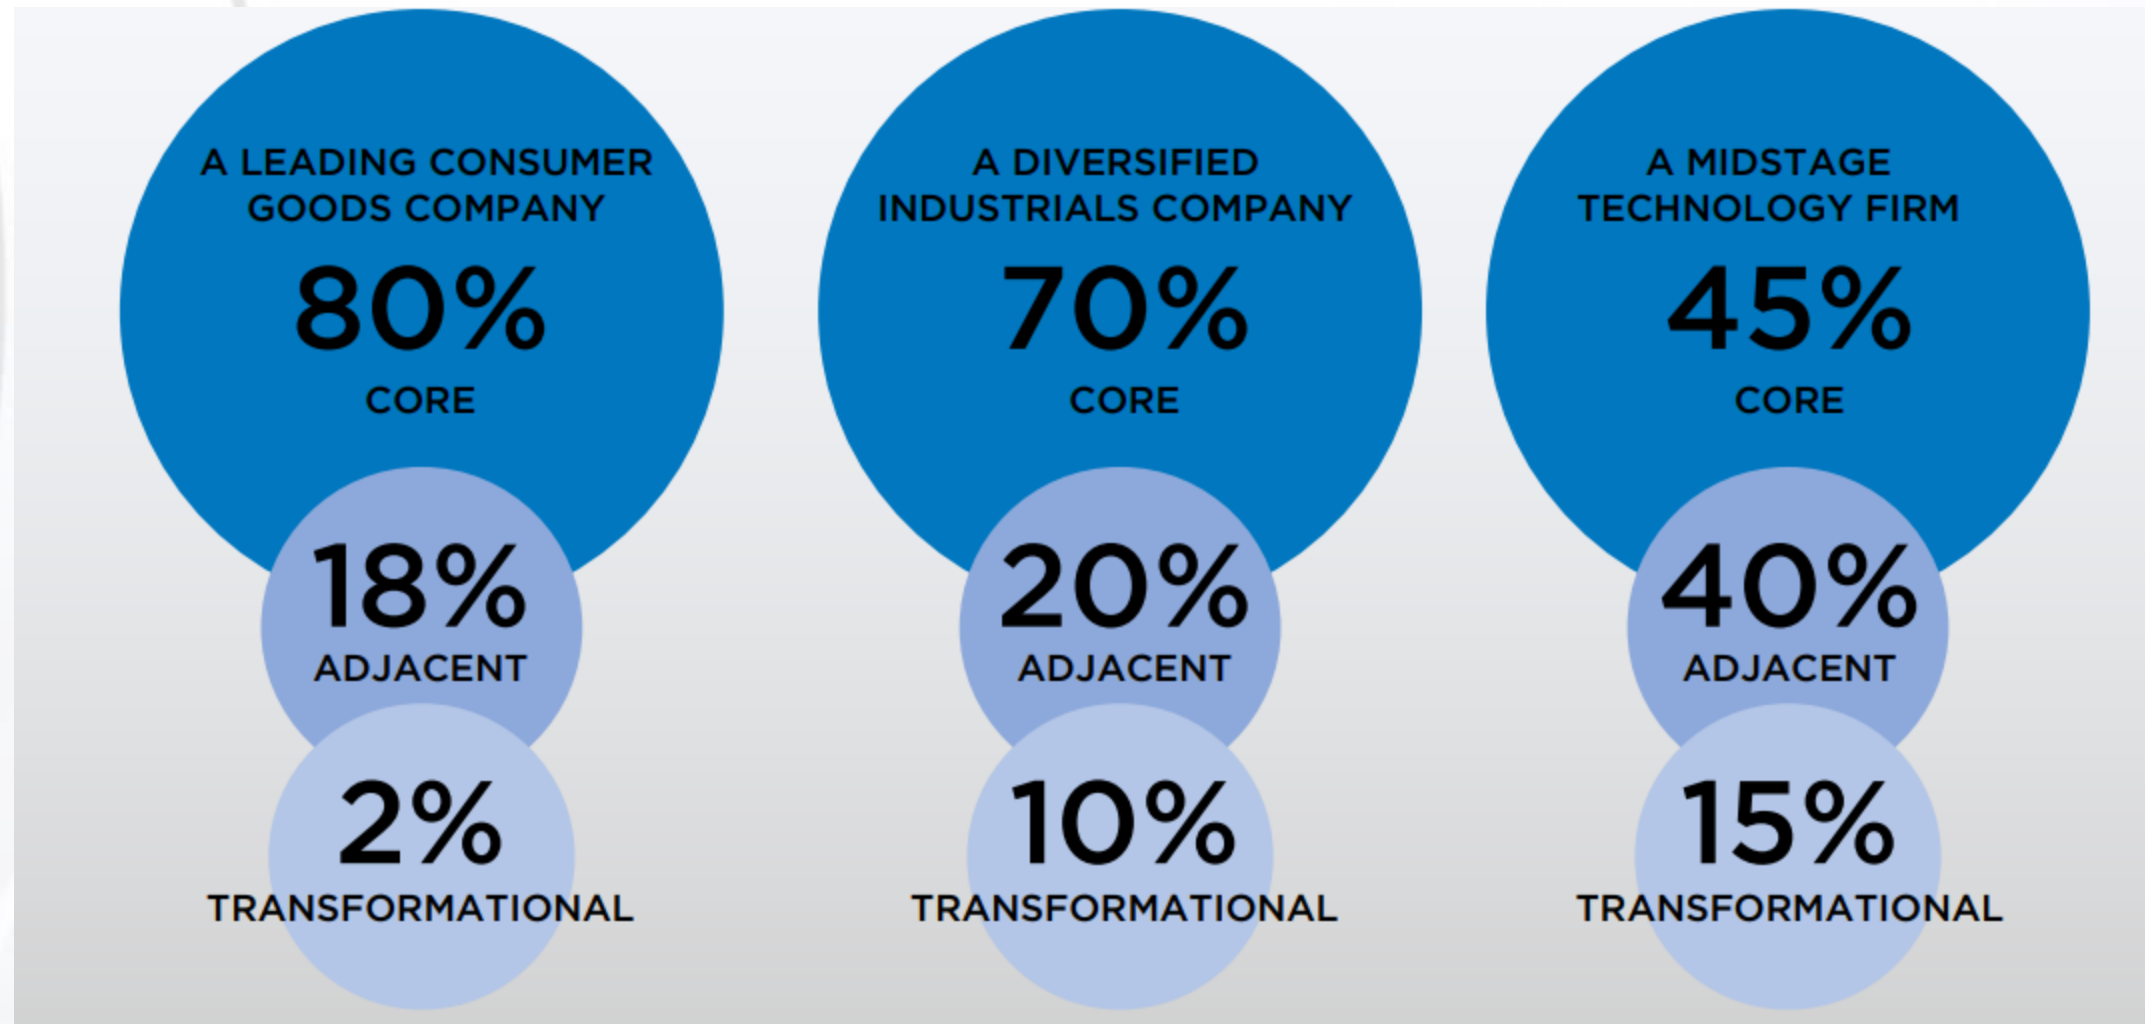 A LEADING CONSUMER
GOODS COMPANY
80%
CORE
18%
ADJACENT
2%
TRANSFORMATIONAL
A DIVERSIFIED
INDUSTRIALS COMPANY
70%
CORE
20%
ADJACENT
10%
TRANSFORMATIONAL
A MIDSTAGE
TECHNOLOGY FIRM
45%
CORE
40%
ADJACENT
15%
TRANSFORMATIONAL